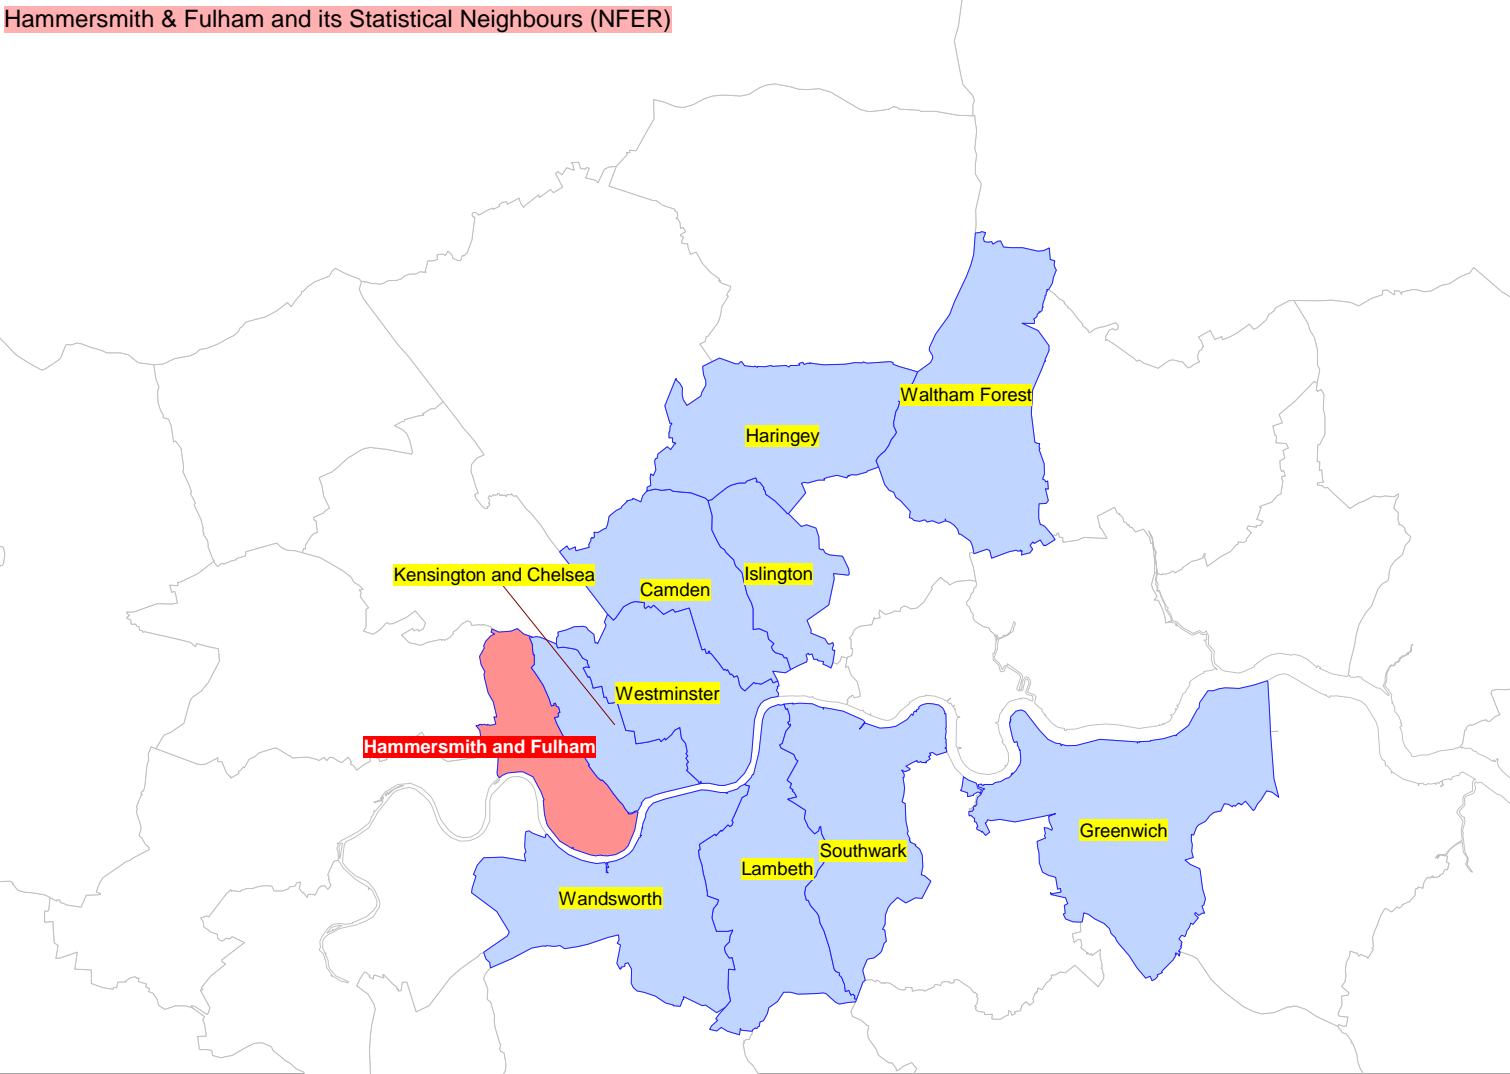 Hammersmith & Fulham and its Statistical Neighbours (NFER)
Waltham Forest
Haringey
Kensington and Chelsea
Islington
Camden
Westminster
Hammersmith and Fulham
Greenwich
Southwark
Lambeth
Wandsworth